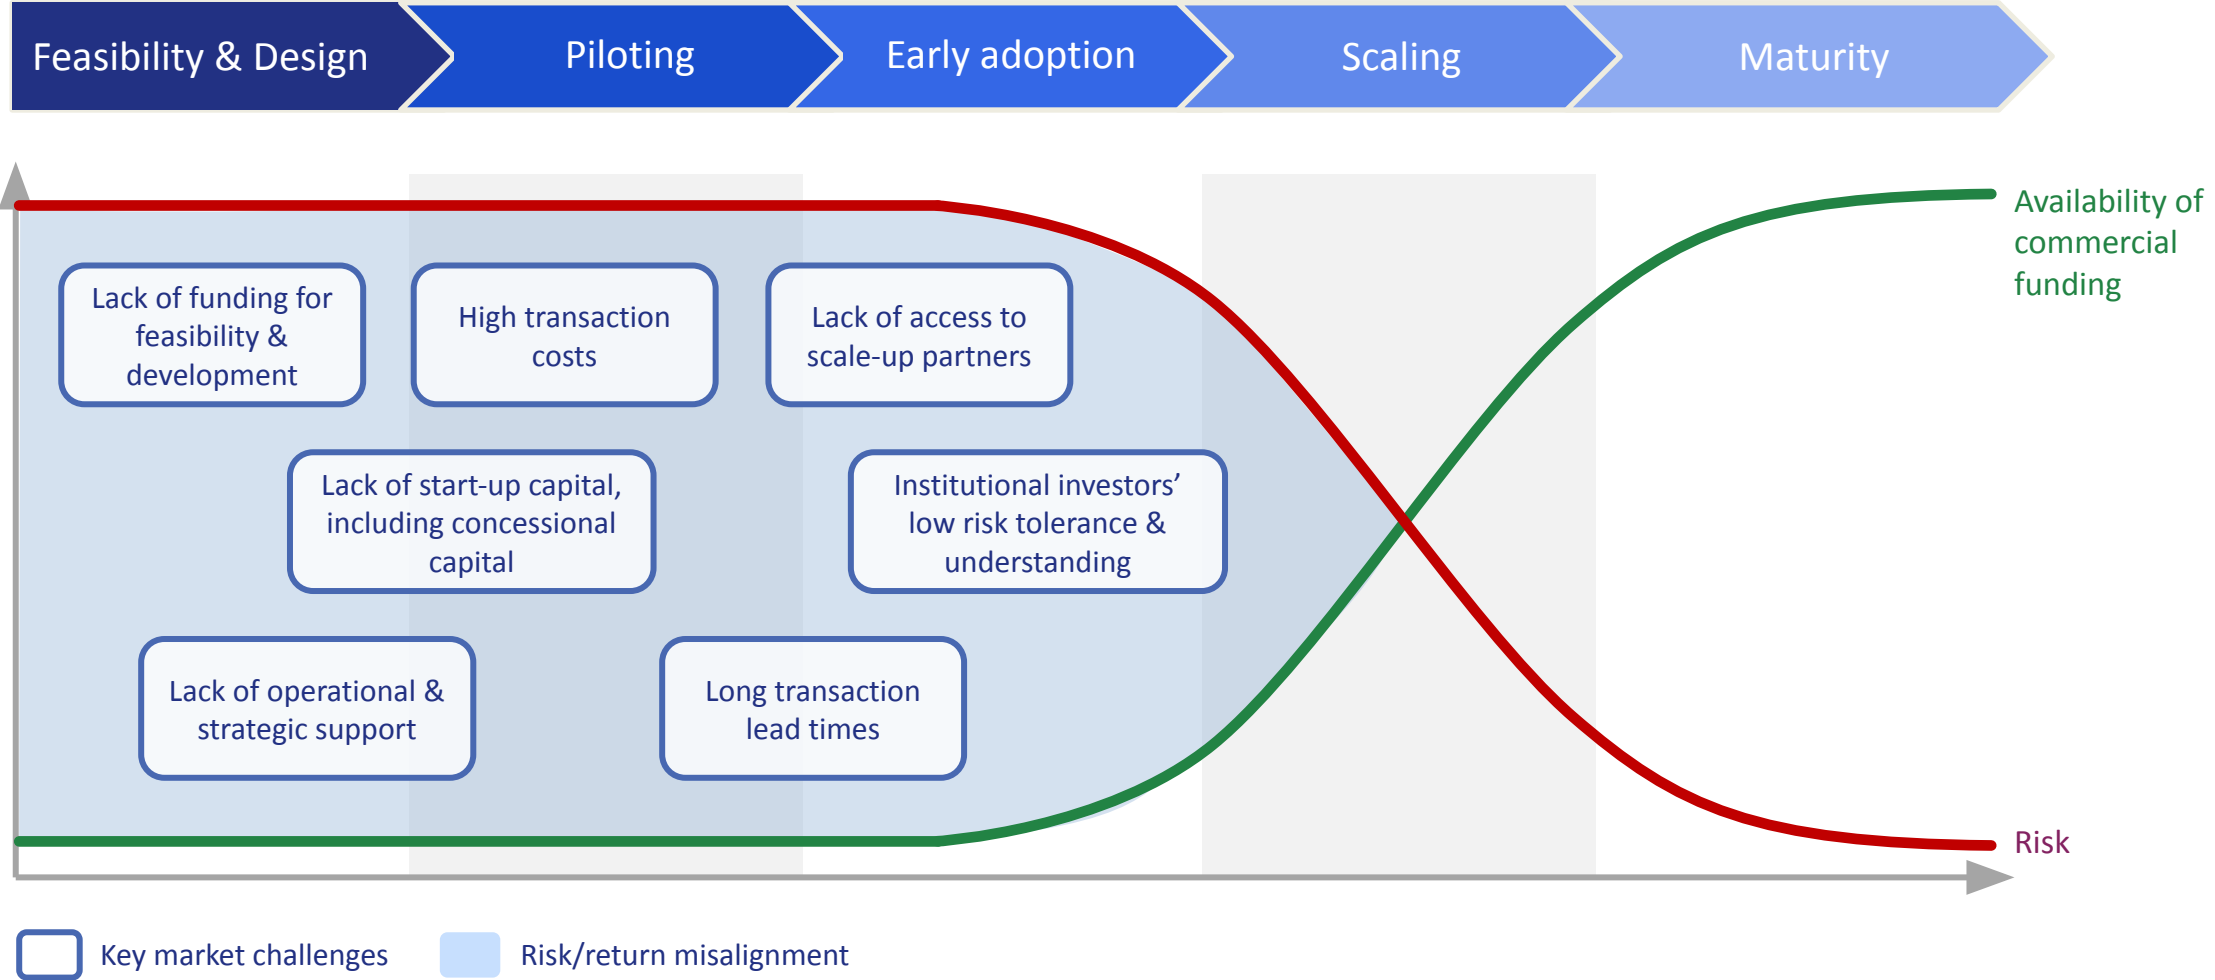 Feasibility & Design
Piloting
Early adoption
Scaling
Maturity
Availability of
commercial
funding
Lack of funding for
feasibility &
development
High transaction
costs
Lack of access to
scale-up partners
Lack of start-up capital,
including concessional
capital
Institutional investors’
low risk tolerance &
understanding
Lack of operational &
strategic support
Long transaction
lead times
Risk
Key market challenges
Risk/return misalignment